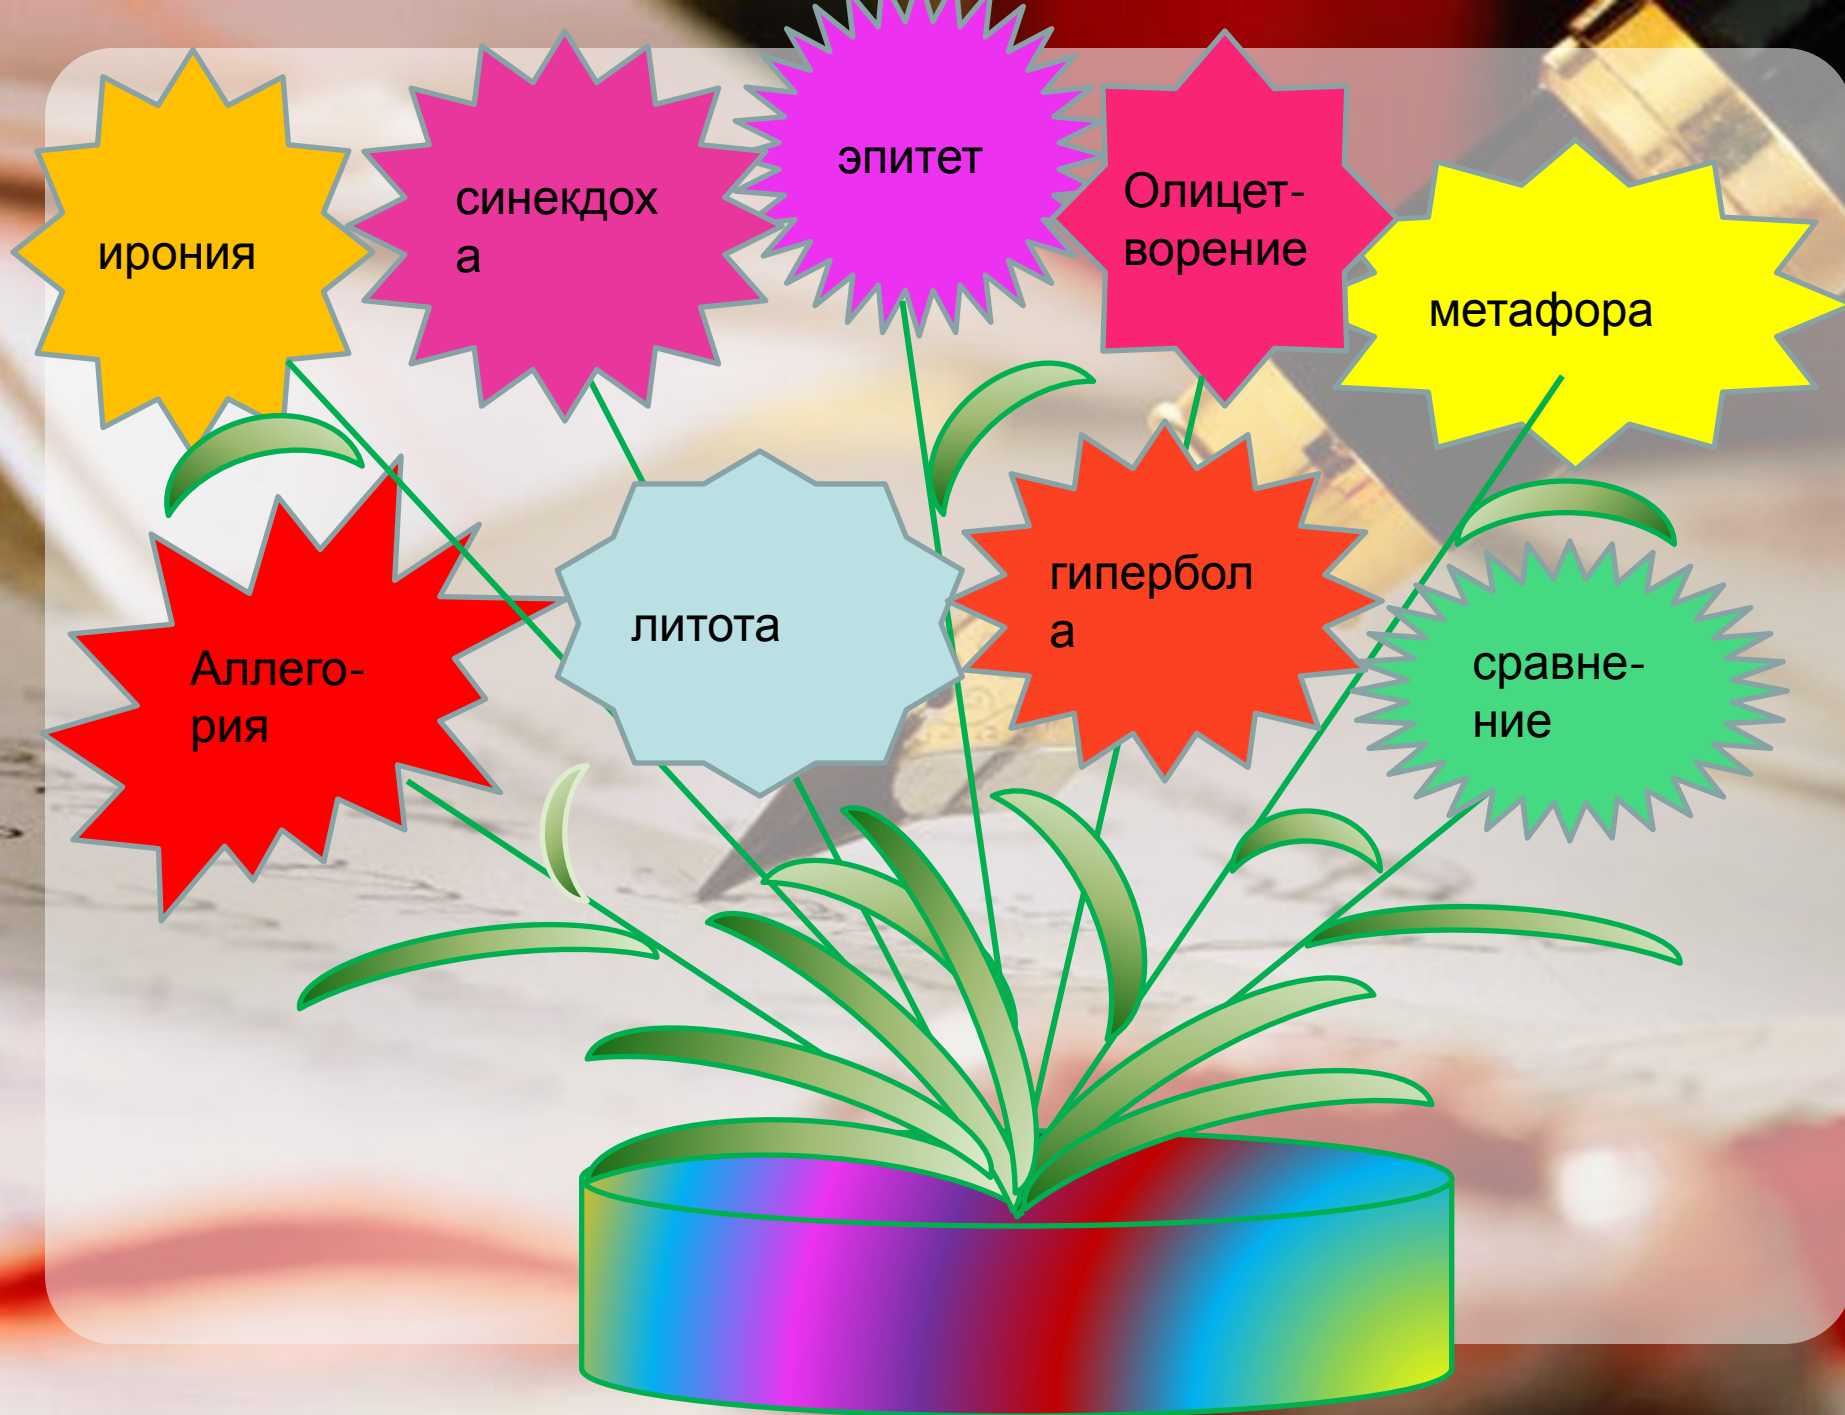 ирония
синекдох
а
эпитет
Олицет-
ворение
метафора
Аллего-
рия
литота
гипербол
а
сравне-
ние